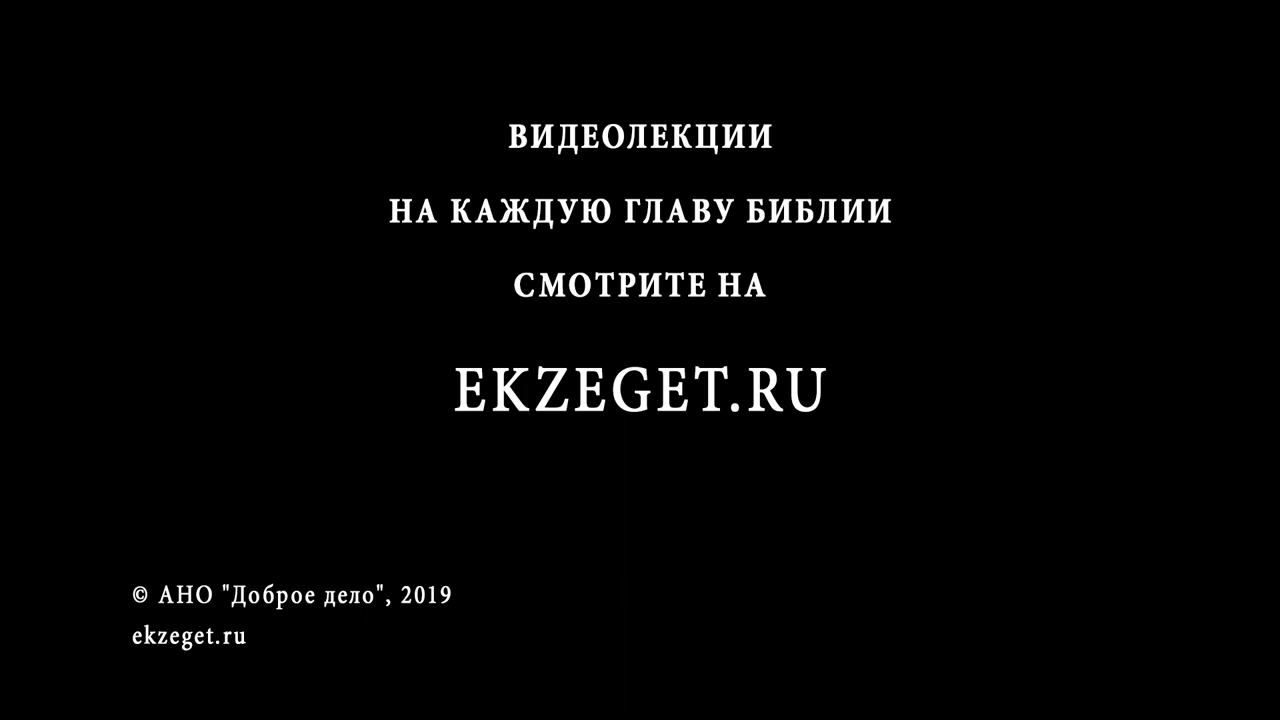 ВИДЕОЛЕКЦИИ
НА КАЖДУЮ ГЛАВУ БИБЛИИ
СМОТРИТЕ НА
EKZEGET.RU
© АНО "Доброе дело", 2019
ekzeget.ru